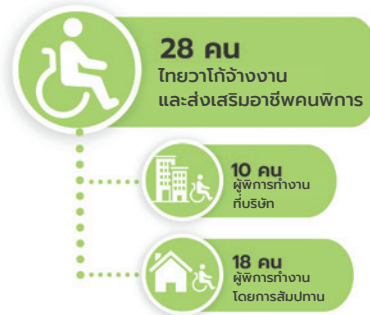 28 คน
ไทยวาโก้จ้างงาน
และส่งเสริมอาชีพคนพิการ
10 คน
ผู้พิการทำงาน
ที่บริษัท
18 คน
ผู้พิการทำงาน
โดยการสัมปทาน